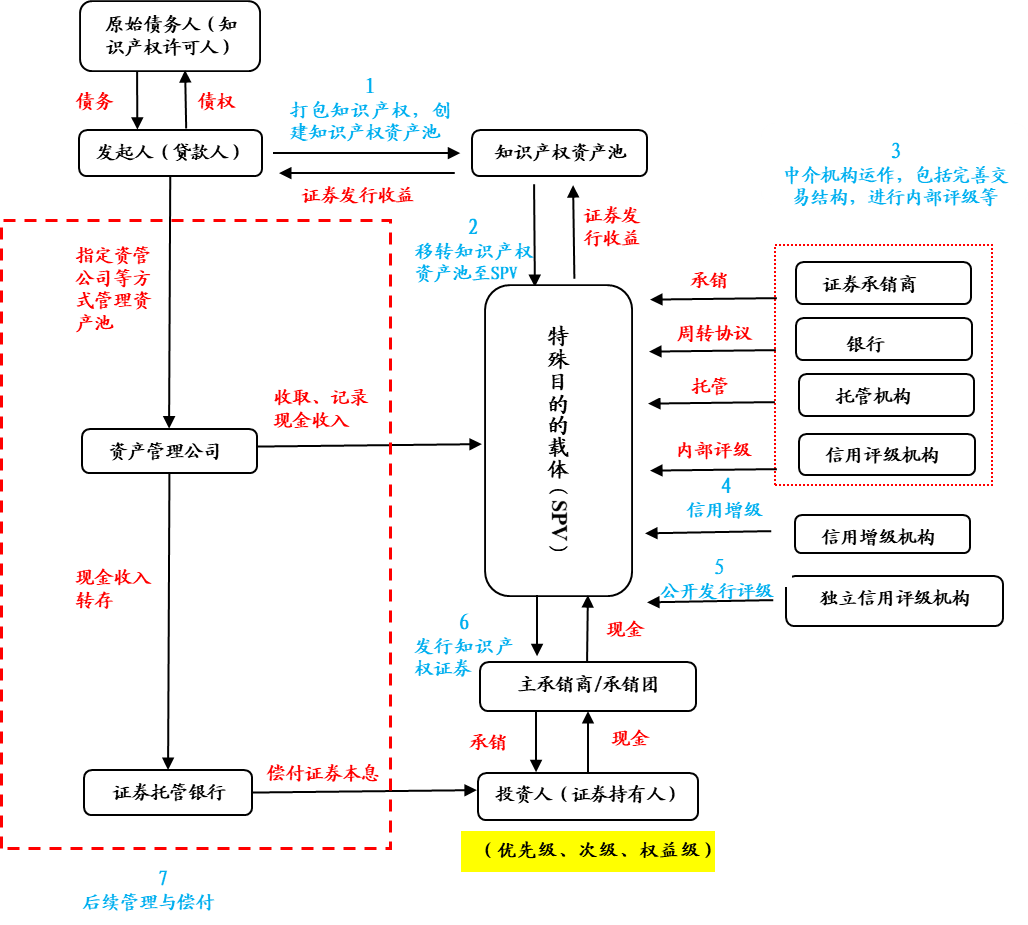 原始债务人（知
识产权许可人）
债务
债权
1
打包知识产权，创
建知识产权资产池
发起人（贷款人）
知识产权资产池
证券发行收益
3
中介机构运作，包括完善交
易结构，进行内部评级等
2
移转知识产权
资产池至SPV
证券发
行收益
指定资管
公司等方
式管理资
产池
特殊目的的载体（SPV）
承销
证券承销商
周转协议
银行
托管
托管机构
内部评级
信用评级机构
收取、记录
现金收入
资产管理公司
4
信用增级
信用增级机构
5
公开发行评级
独立信用评级机构
现金收入
转存
6
发行知识产
权证券
现金
主承销商/承销团
承销
现金
证券托管银行
偿付证券本息
投资人（证券持有人）
（优先级、次级、权益级）
7
后续管理与偿付